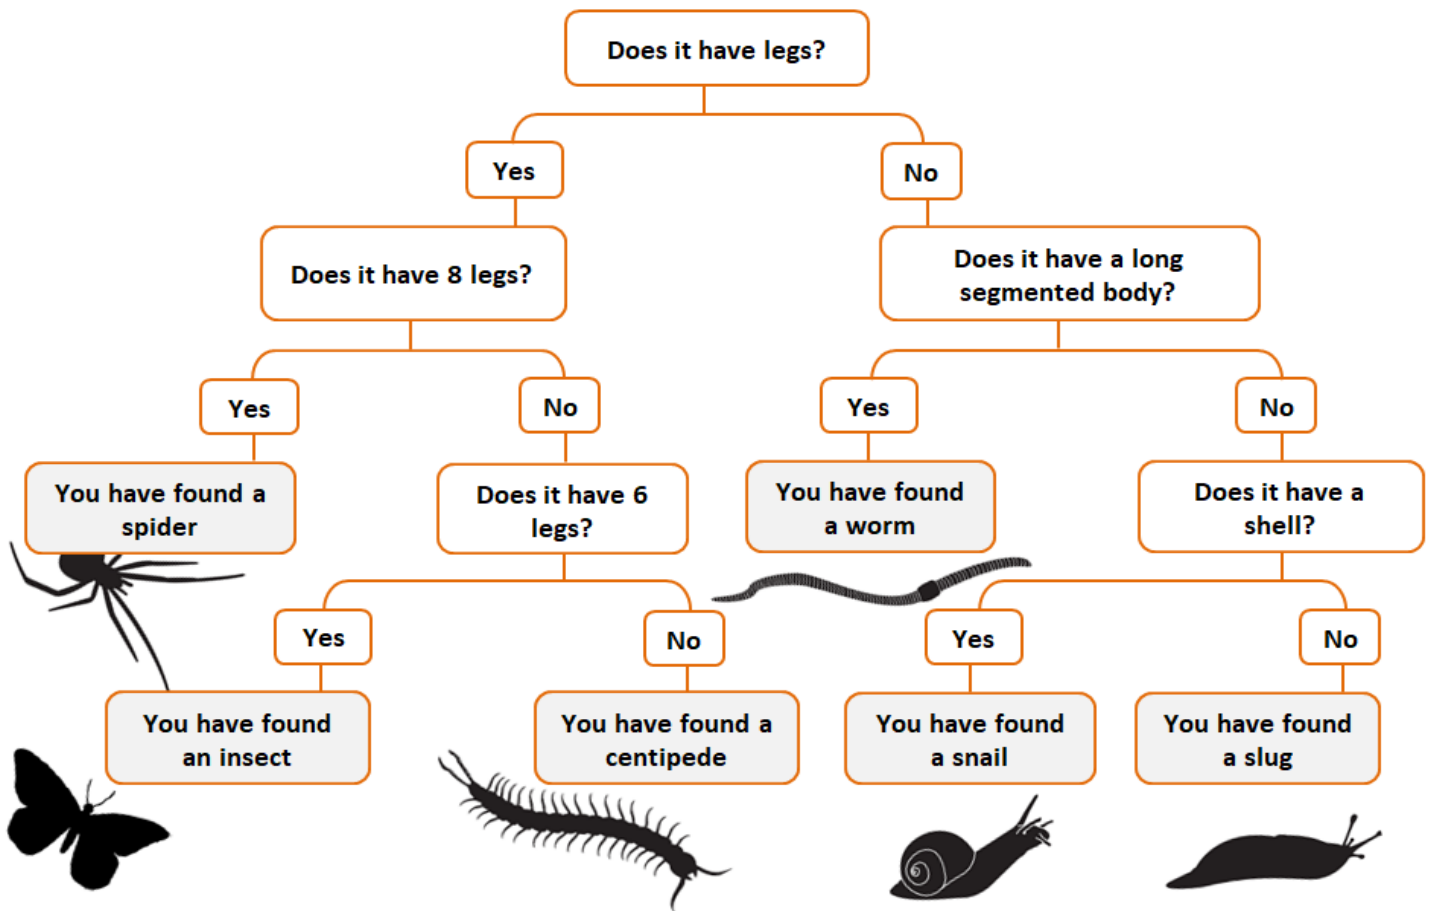 Does it have legs?
Yes
No
Does it have 8 legs?
Does it have a long
segmented body?
Yes
No
Yes
No
You have found a
spider
Does it have 6
legs?
You have found
a worm
Does it have a
shell?
Yes
No
Yes
No
You have found
an insect
You have found a
centipede
You have found
a snail
You have found
a slug